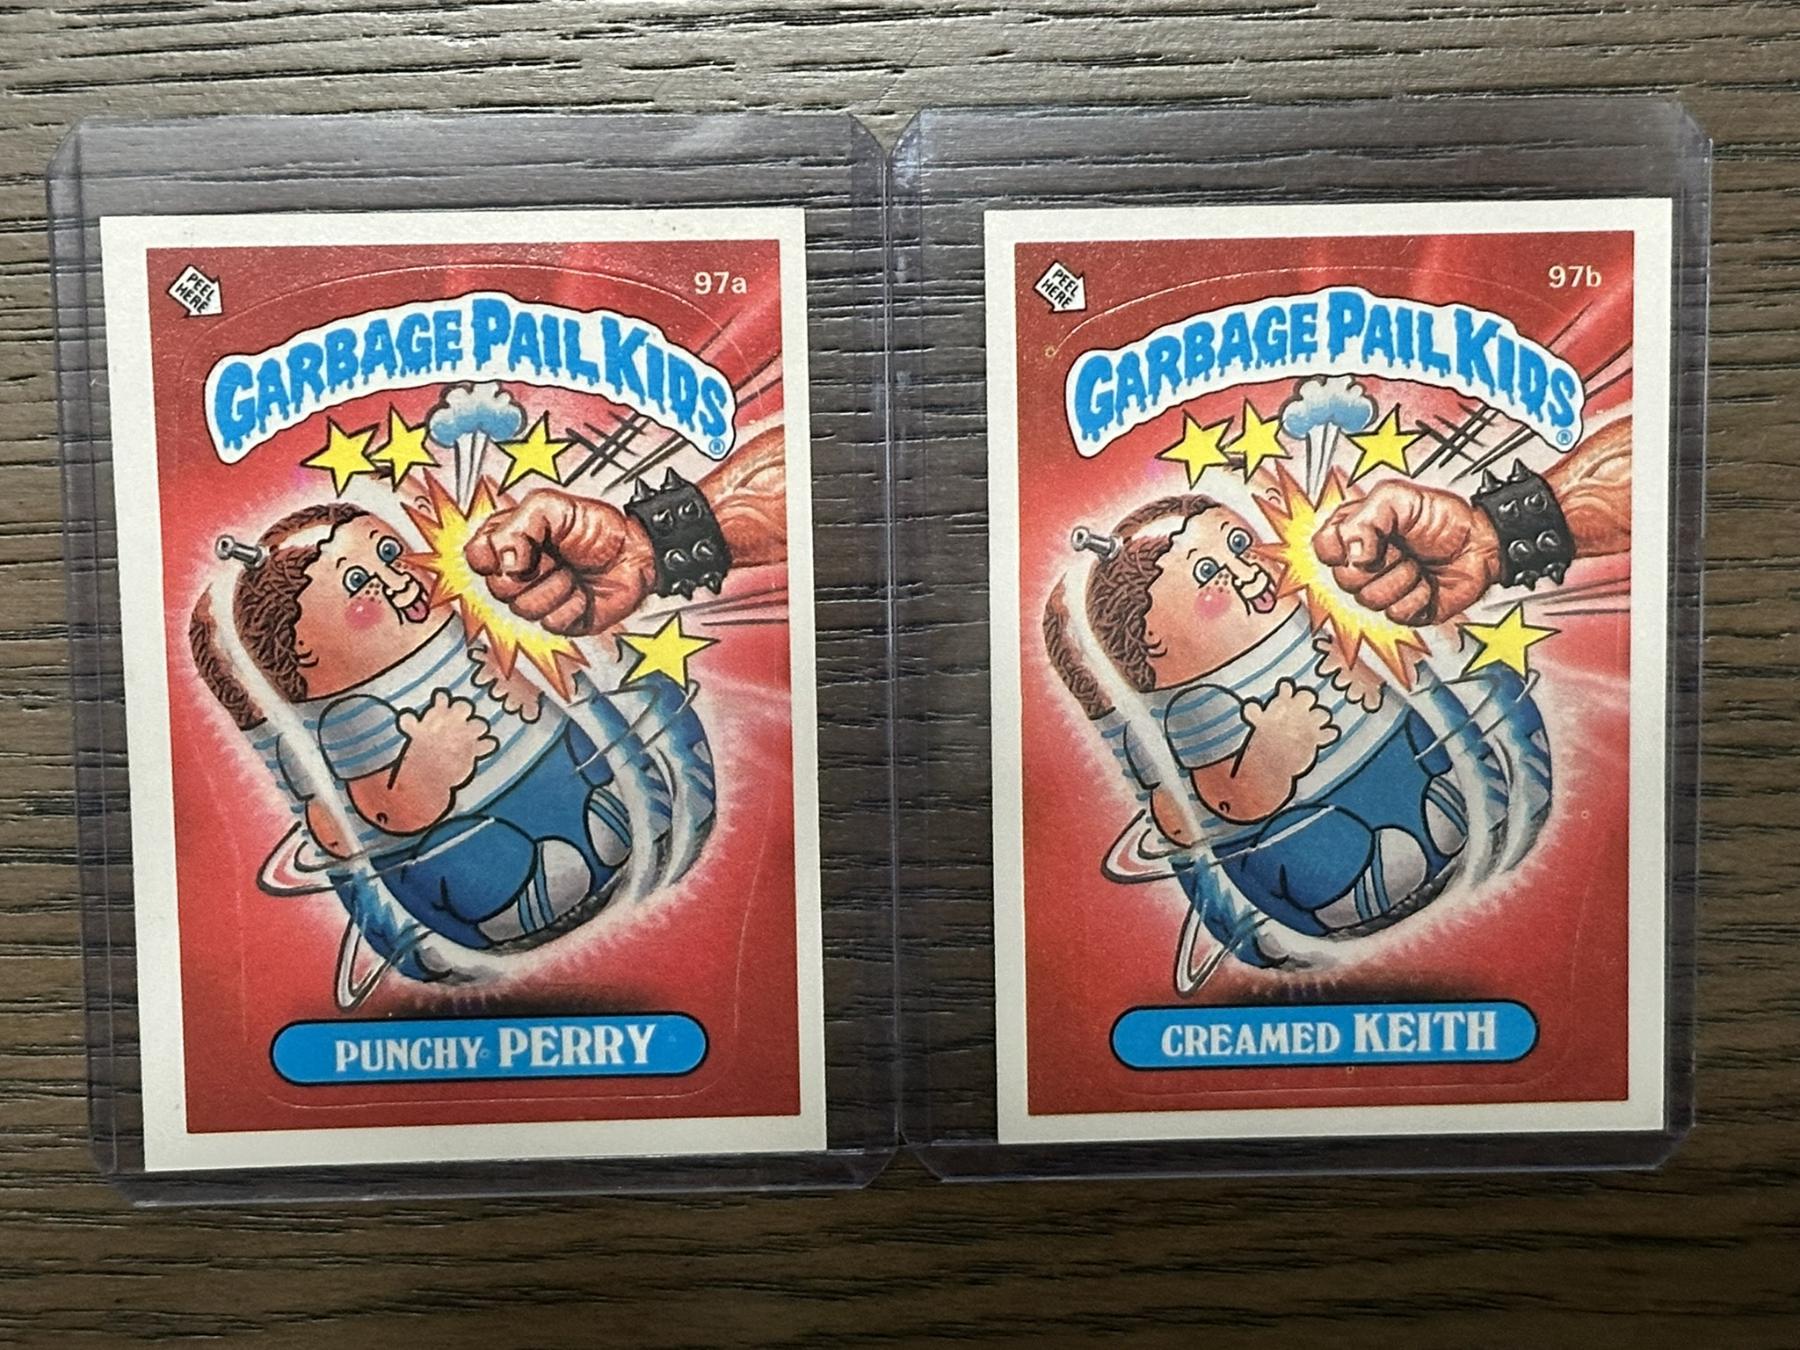 PEEL
HERE
97a
GARBAGE PAIL KIDS
®
PUNCHY PERRY
PEEL
HERE
97b
GARBAGE PAIL KIDS
®
CREAMED KEITH